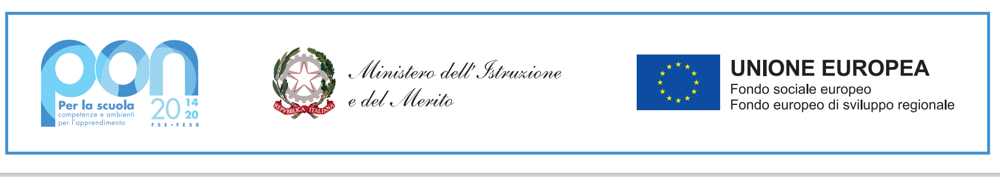 pon
Per la scuola
competenze e ambienti
per l'apprendimento
20 14
20
FSE-FESR
REPVBBLICA ITALIANA
Ministero dell'Istruzione
e del Merito
UNIONE EUROPEA
Fondo sociale europeo
Fondo europeo di sviluppo regionale